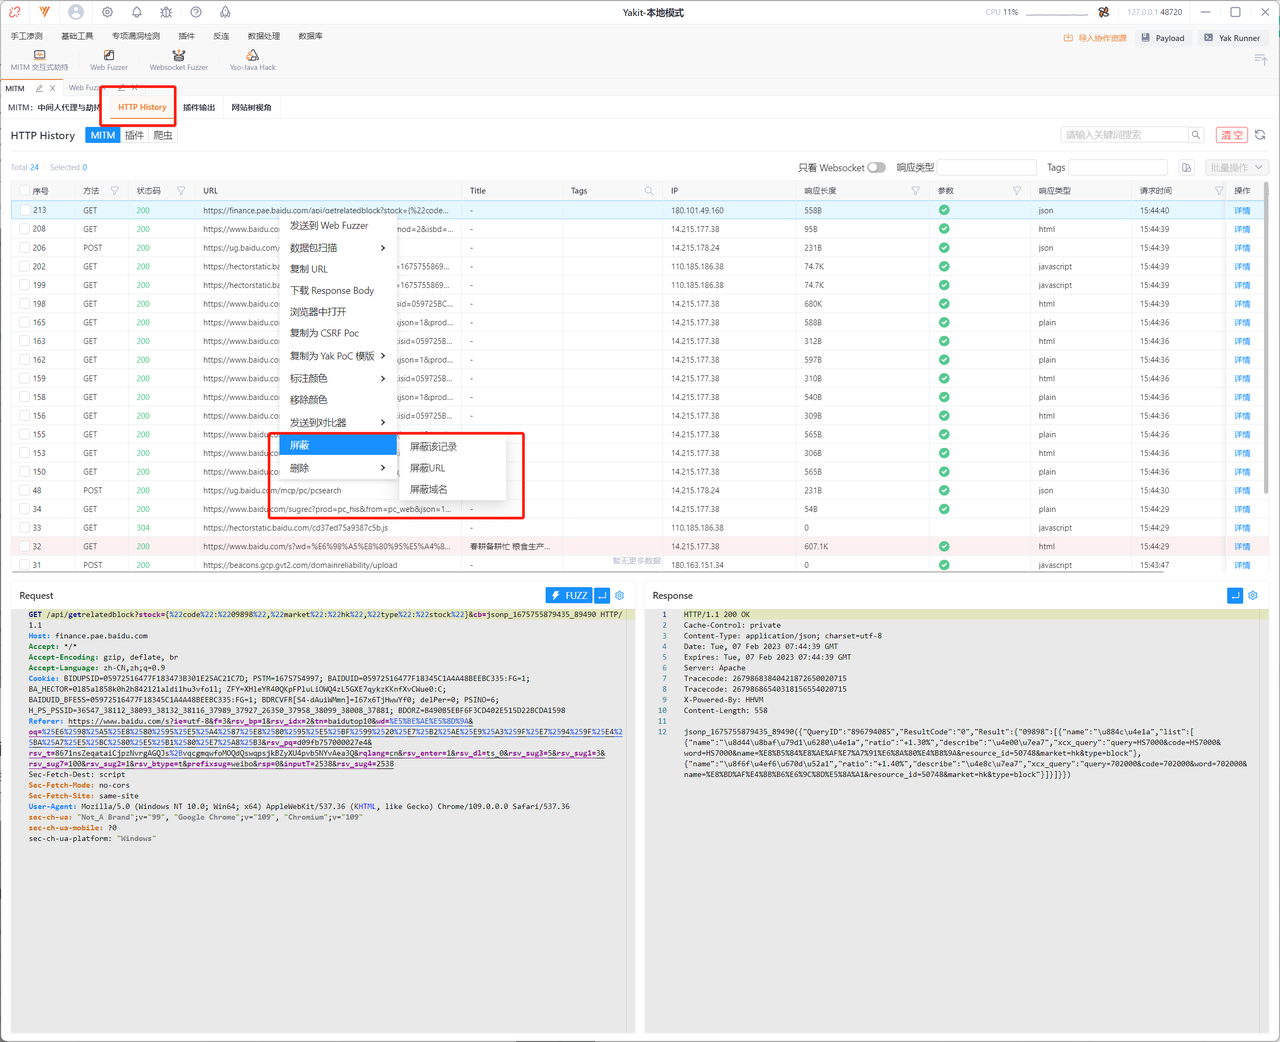 Yakit-本地模式
CPU 11%
127.0.0.1 48720
手工渗测 基础工具 专项漏洞检测 插件 反连 数据处理 数据库
导入协作资源 Payload Yak Runner
MITM 交互式劫持 Web Fuzzer Websocket Fuzzer Yso-Java Hack
MITM Web Fuzz
MITM: 中间人代理与劫持 HTTP History 插件输出 网站树视角
HTTP History MITM 插件 爬虫
请输入关键词搜索 清 空
Total 24 Selected 0
只看 Websocket 响应类型 Tags 批量操作
序号 方法 状态码 URL Title Tags IP 响应长度 参数 响应类型 请求时间 操作
213 GET 200 https://finance.pae.baidu.com/api/getrelatedblock?stock={%22code... - 180.101.49.160 558B json 15:44:40 详情
208 GET 200 https://www.baidu.c nod=2&isbd=... - 14.215.177.38 95B html 15:44:39 详情
206 POST 200 https://ug.baidu.com/ - 14.215.178.24 231B json 15:44:39 详情
202 GET 200 https://hectorstatic.ba =1675755869... - 110.185.186.38 74.7K javascript 15:44:39 详情
199 GET 200 https://hectorstatic.ba =1675755869... - 110.185.186.38 74.7K javascript 15:44:39 详情
198 GET 200 https://www.baidu.com/ sid=059725BC... - 14.215.177.38 680K html 15:44:36 详情
165 GET 200 https://www.baidu.com/ json=1&prod... - 14.215.177.38 588B plain 15:44:36 详情
163 GET 200 https://www.baidu.com/ isid=059725B... - 14.215.177.38 312B html 15:44:36 详情
162 GET 200 https://www.baidu.com/ json=1&prod... - 14.215.177.38 597B plain 15:44:36 详情
159 GET 200 https://www.baidu.com/ isid=059725B... - 14.215.177.38 310B html 15:44:36 详情
158 GET 200 https://www.baidu.com/ json=1&prod... - 14.215.177.38 540B plain 15:44:36 详情
156 GET 200 https://www.baidu.com/ isid=059725B... - 14.215.177.38 309B html 15:44:36 详情
155 GET 200 https://www.baidu.com/ 14.215.177.38 565B plain 15:44:36 详情
153 GET 200 https://www.baidu.com/ 14.215.177.38 306B html 15:44:36 详情
150 GET 200 https://www.baidu.com/ 14.215.177.38 565B plain 15:44:36 详情
48 POST 200 https://ug.baidu.com/mcp/pc/pcsearch 14.215.178.24 231B json 15:44:30 详情
34 GET 200 https://www.baidu.com/sugrec?prod=pc_his&from=pc_web&json=1... - 14.215.177.38 54B plain 15:44:29 详情
33 GET 304 https://hectorstatic.baidu.com/cd37ed75a9387c5b.js - 110.185.186.38 0 javascript 15:44:29 详情
32 GET 200 https://www.baidu.com/s?wd=%E6%98%A5%E8%80%95%E5%A4%8... 春耕备耕忙 粮食生产... 14.215.177.38 607.1K html 15:44:29 详情
31 POST 200 https://beacons.gcp.gvt2.com/domainreliability/upload - 180.163.151.34 0 javascript 15:43:47 详情
暂无更多数据
发送到 Web Fuzzer
数据包扫描
复制 URL
下载 Response Body
浏览器中打开
复制为 CSRF Poc
复制为 Yak PoC 模版
标注颜色
移除颜色
发送到对比器
屏蔽
删除
屏蔽该记录
屏蔽URL
屏蔽域名
Request FUZZ
GET /api/getrelatedblock?stock={%22code%22:%2209898%22,%22market%22:%22hk%22,%22type%22:%22stock%22}&cb=jsonp_1675755879435_89490 HTTP/
1.1
Host: finance.pae.baidu.com
Accept: */*
Accept-Encoding: gzip, deflate, br
Accept-Language: zh-CN,zh;q=0.9
Cookie: BIDUPSID=05972516477F183473B301E25AC21C7D; PSTM=1675574997; BAIDUID=05972516477F18345C1A4A48BEEBC335:FG=1;
BA_HECTOR=0l85al858k0h2h842121aldi1hu3vfo1l; ZFY=XH1eYR40QKpFPluLiOWQ4zL5GXE7qykzKKnfXvCWue0:C;
BAIDUID_BFESS=05972516477F18345C1A4A48BEEBC335:FG=1; BDRCVFR[S4-dAuiWMmn]=I67x6TjHwwYf0; delPer=0; PSINO=6;
H_PS_PSSID=36547_38112_38093_38132_38116_37989_37927_26350_37958_38099_38008_37881; BDORZ=B490B5EBF6F3CD402E515D22BCDA1598
Referer: https://www.baidu.com/s?ie=utf-8&f=3&rsv_bp=1&rsv_idx=2&tn=baidutop10&wd=%E5%BE%AE%E5%8D%9A&
oq=%25E6%2598%25A5%25E8%2580%2595%25E5%25A4%2587%25E8%2580%2595%25E5%25BF%2599%2520%25E7%25B2%25AE%25E9%25A3%259F%25E7%2594%259F%25E4%25
BA%25A7%25E5%25BC%2580%25E5%25B1%2580%25E7%25A8%25B3&rsv_pq=d09fb757000027e4&
rsv_t=8671nsZeqataiCjpzNvrgAGQJs%2BvqcgmqwfoMOQdQswqpsjkBZyXU4pvb5NYvAea3Q&rqlang=cn&rsv_enter=1&rsv_dl=ts_0&rsv_sug3=5&rsv_sug1=3&
rsv_sug7=100&rsv_sug2=1&rsv_btype=t&prefixsug=weibo&rsp=0&inputT=2538&rsv_sug4=2538
Sec-Fetch-Dest: script
Sec-Fetch-Mode: no-cors
Sec-Fetch-Site: same-site
User-Agent: Mozilla/5.0 (Windows NT 10.0; Win64; x64) AppleWebKit/537.36 (KHTML, like Gecko) Chrome/109.0.0.0 Safari/537.36
sec-ch-ua: "Not_A Brand";v="99", "Google Chrome";v="109", "Chromium";v="109"
sec-ch-ua-mobile: ?0
sec-ch-ua-platform: "Windows"
Response
1 HTTP/1.1 200 OK
2 Cache-Control: private
3 Content-Type: application/json; charset=utf-8
4 Date: Tue, 07 Feb 2023 07:44:39 GMT
5 Expires: Tue, 07 Feb 2023 07:44:39 GMT
6 Server: Apache
7 Tracecode: 26798683840421872650020715
8 Tracecode: 26798686540318156554020715
9 X-Powered-By: HHVM
10 Content-Length: 558
11
12 jsonp_1675755879435_89490({"QueryID":"896794085","ResultCode":"0","Result":{"09898":[{"name":"\u884c\u4e1a","list":[
{"name":"\u8d44\u8baf\u79d1\u6280\u4e1a","ratio":"+1.30%","describe":"\u4e00\u7ea7","xcx_query":"query=HS7000&code=HS7000&
word=HS7000&name=%E8%B5%84%E8%AE%AF%E7%A7%91%E6%8A%80%E4%B8%9A&resource_id=50748&market=hk&type=block"},
{"name":"\u8f6f\u4ef6\u670d\u52a1","ratio":"+1.40%","describe":"\u4e8c\u7ea7","xcx_query":"query=702000&code=702000&word=702000&
name=%E8%BD%AF%E4%BB%B6%E6%9C%8D%E5%8A%A1&resource_id=50748&market=hk&type=block"}]}]}})